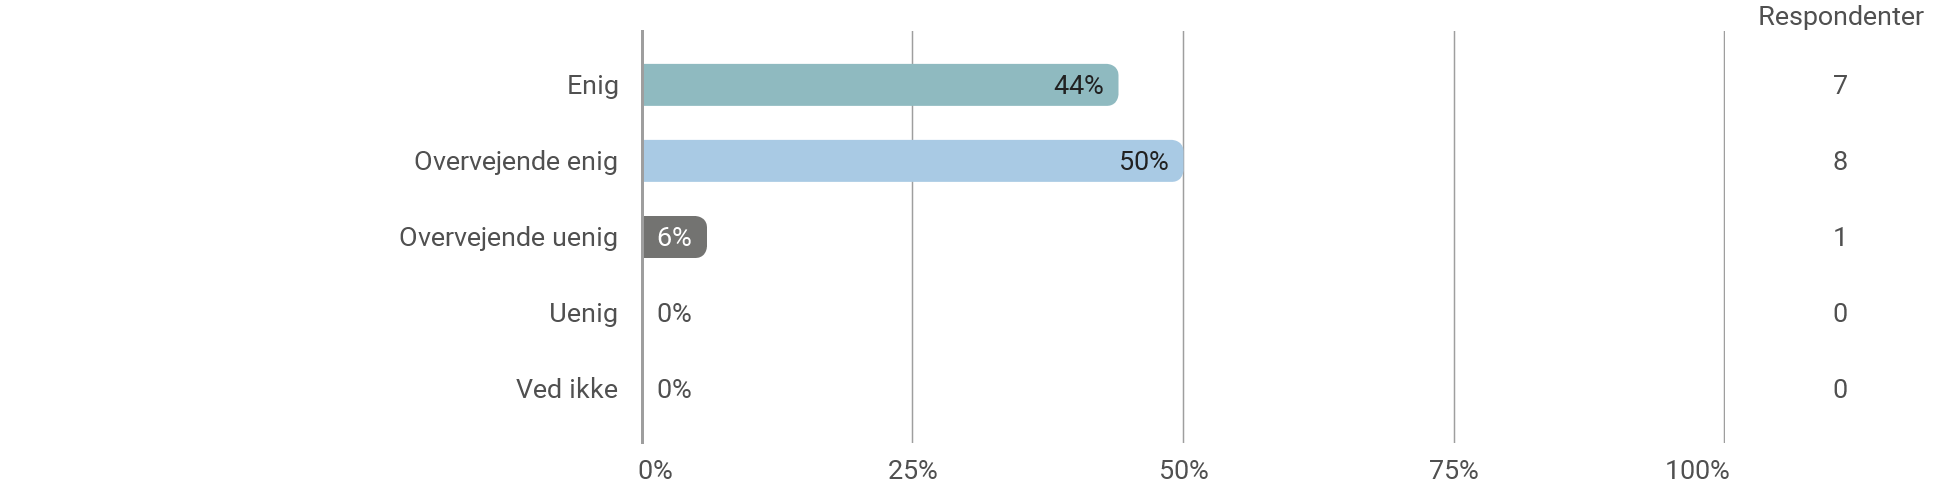 Respondenter
Enig 44% 7
Overvejende enig 50% 8
Overvejende uenig 6% 1
Uenig 0% 0
Ved ikke 0% 0
0% 25% 50% 75% 100%